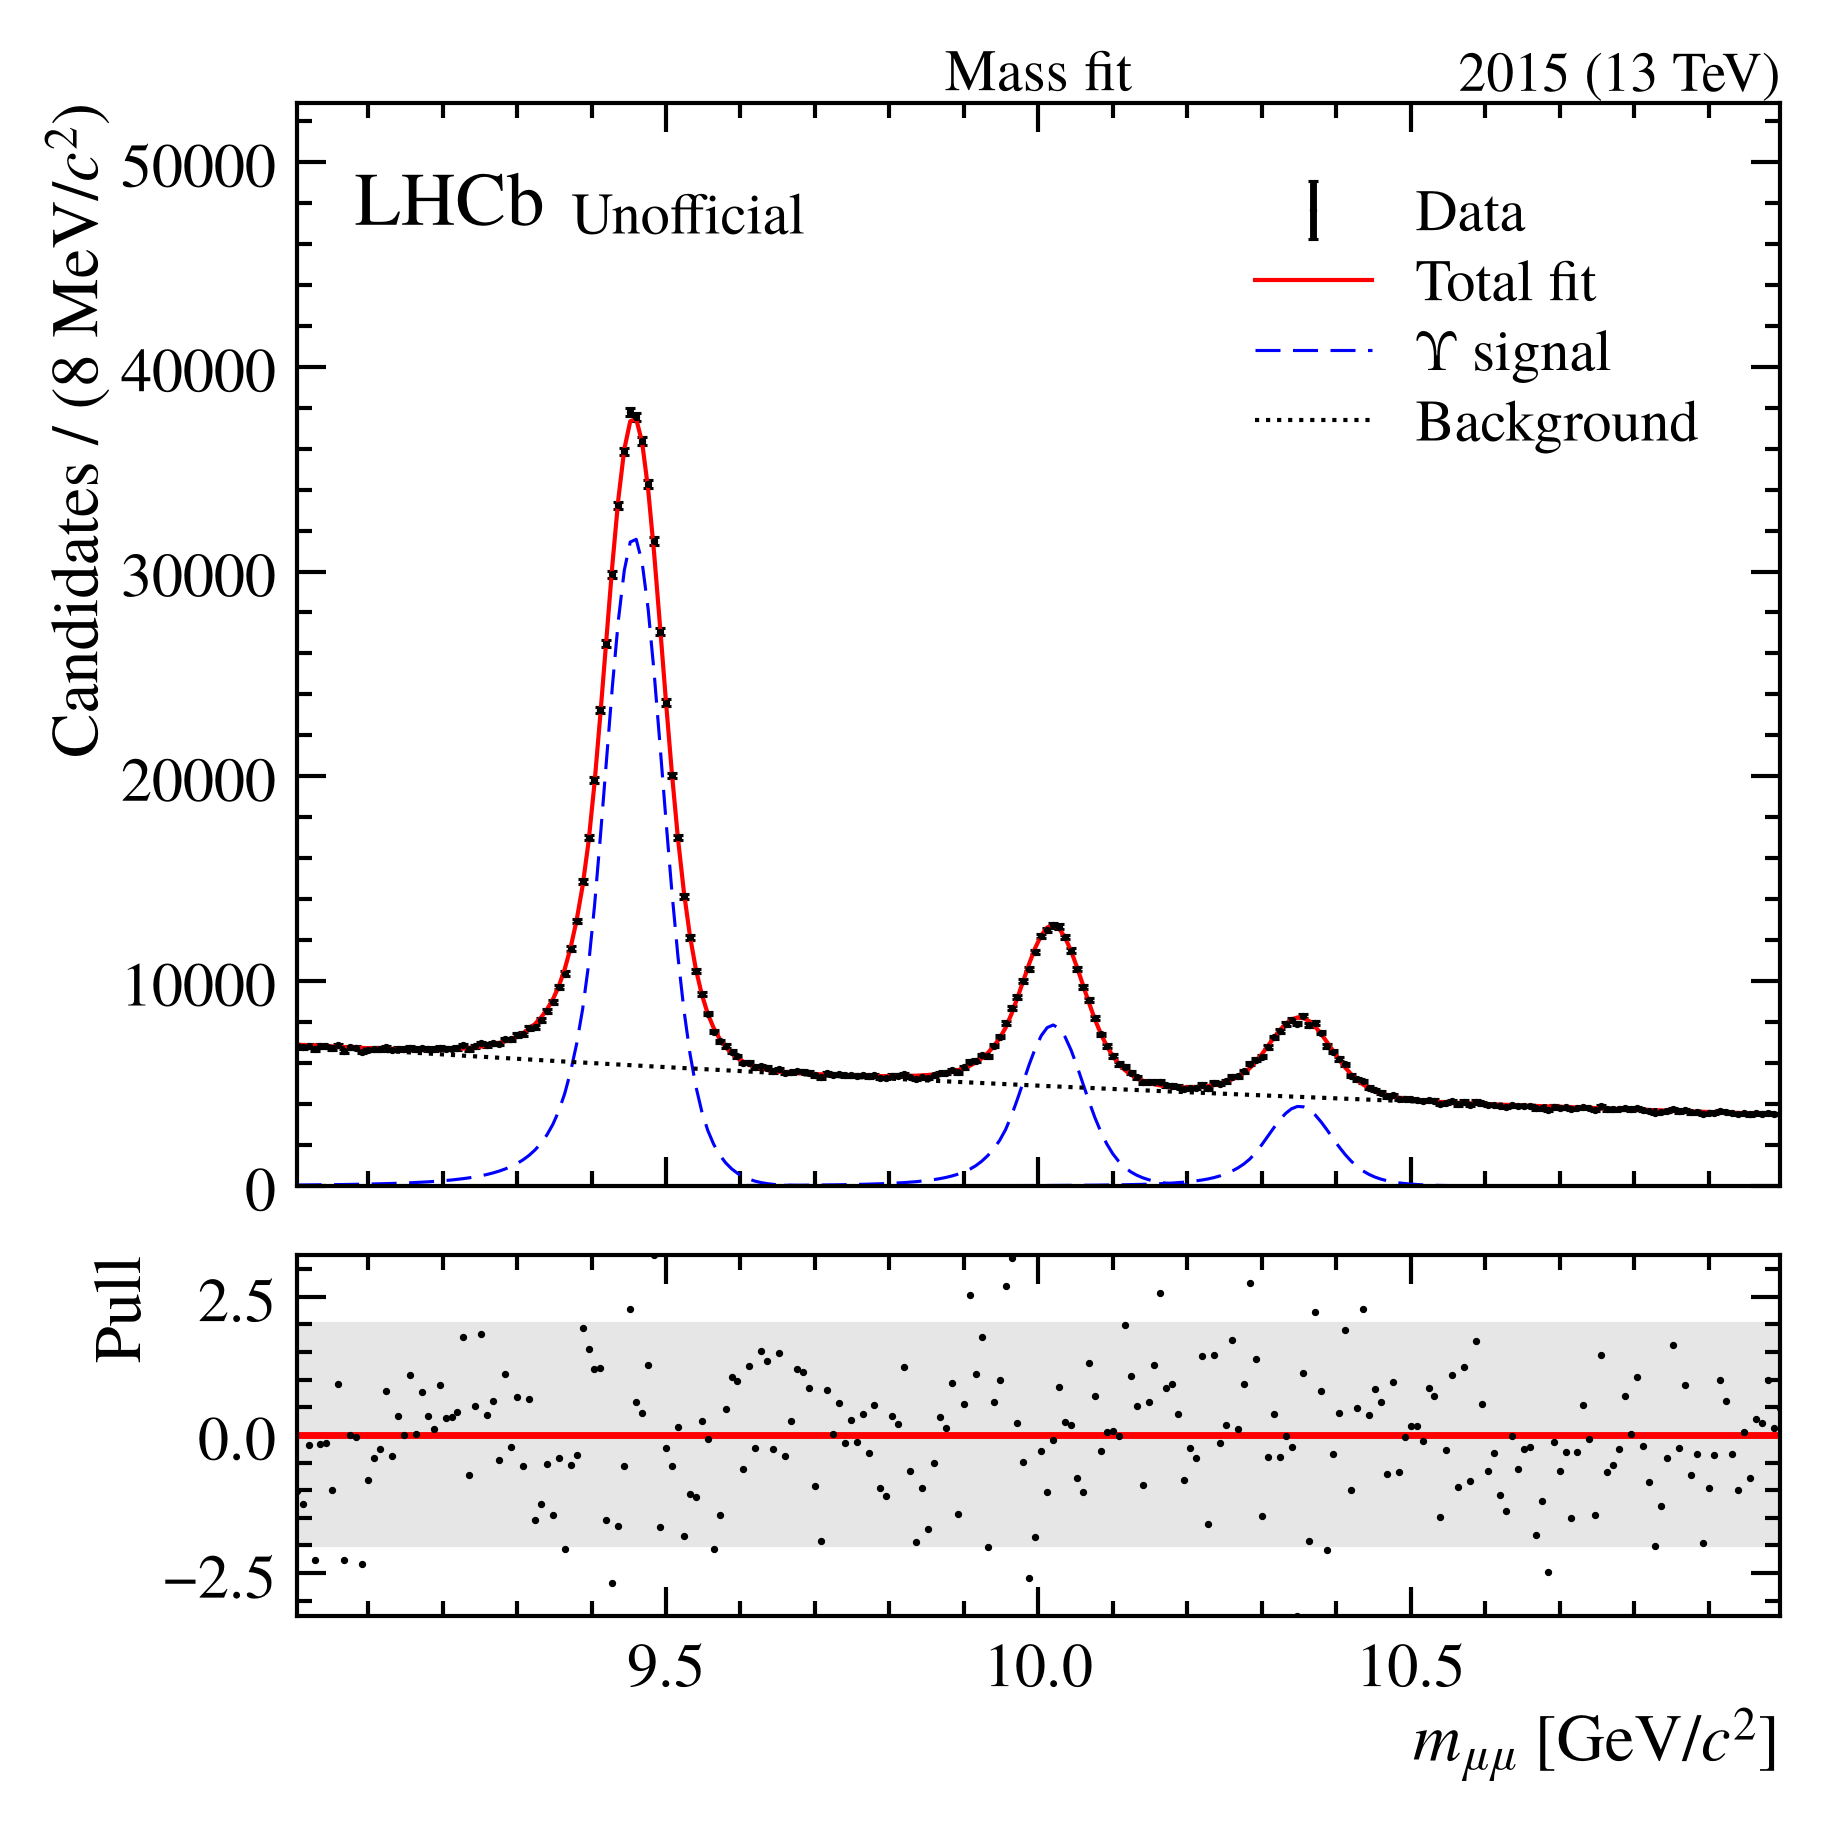 Mass fit
2015 (13 TeV)
Candidates / (8 MeV/c²)
50000
40000
30000
20000
10000
0
LHCb Unofficial
Data
Total fit
ϒ signal
Background
Pull
2.5
0.0
−2.5
9.5
10.0
10.5
m_μμ [GeV/c²]